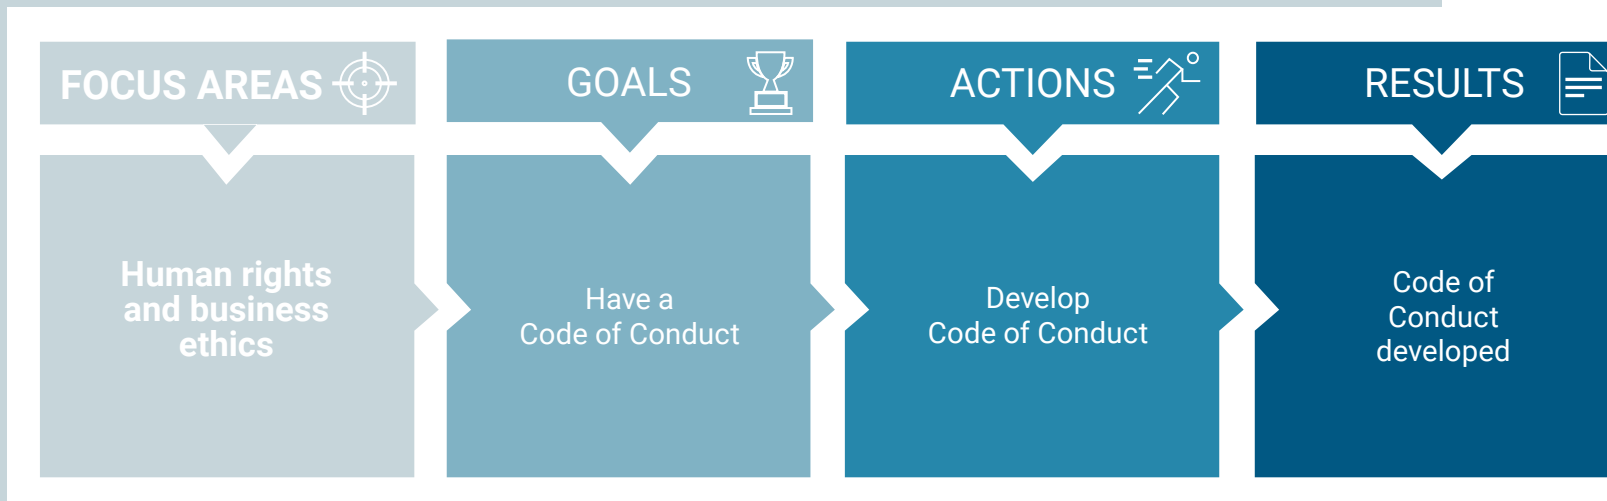 FOCUS AREAS
GOALS
ACTIONS
RESULTS
Human rights
and business
ethics
Have a
Code of Conduct
Develop
Code of Conduct
Code of
Conduct
developed